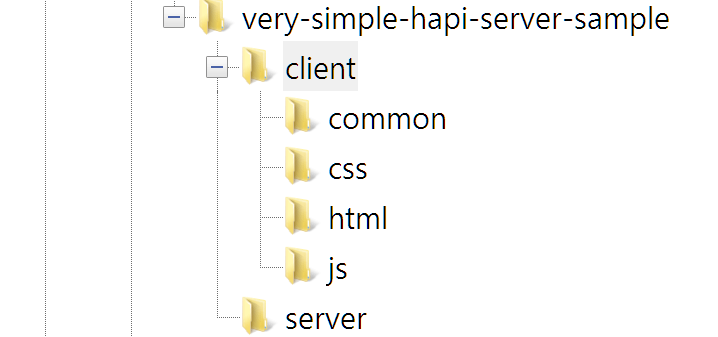 very-simple-hapi-server-sample
client
common
css
html
js
server